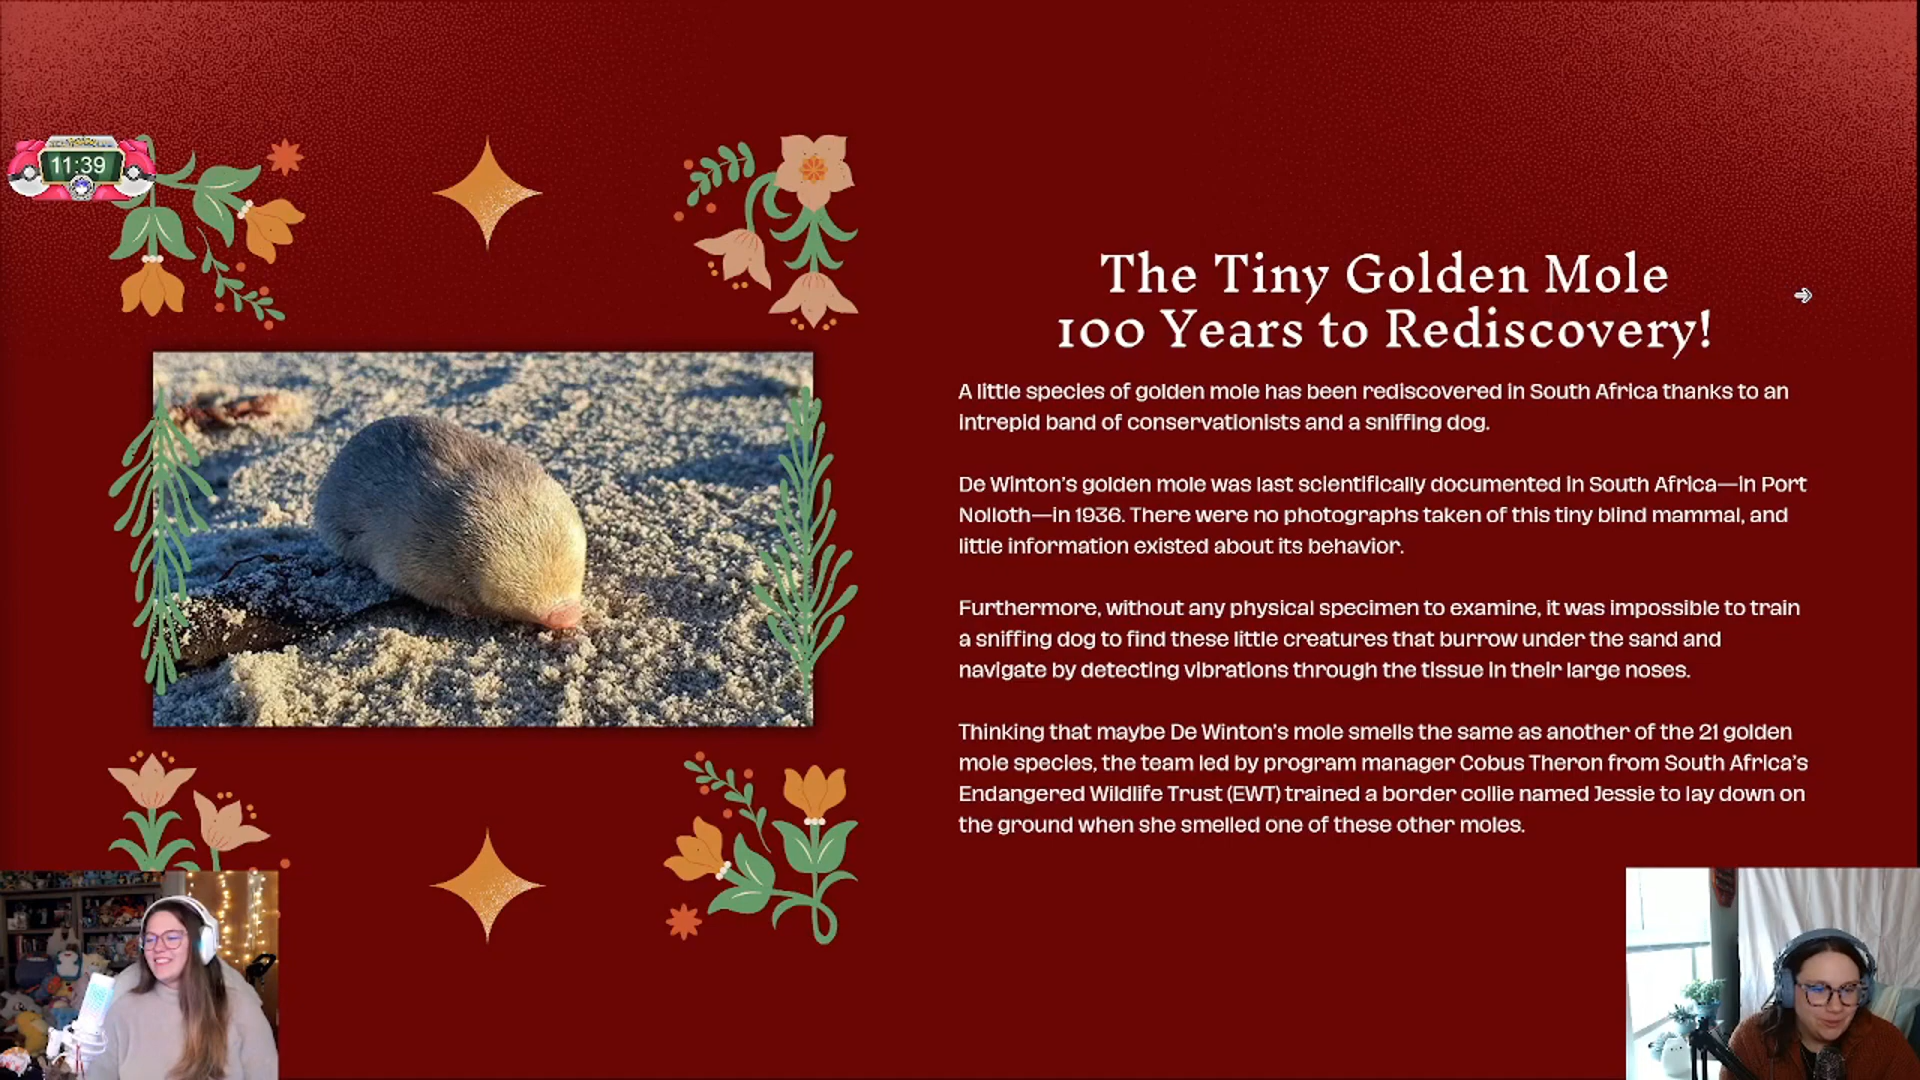 11:39
The Tiny Golden Mole
100 Years to Rediscovery!
A little species of golden mole has been rediscovered in South Africa thanks to an
intrepid band of conservationists and a sniffing dog.
De Winton's golden mole was last scientifically documented in South Africa—in Port
Nolloth—in 1936. There were no photographs taken of this tiny blind mammal, and
little information existed about its behavior.
Furthermore, without any physical specimen to examine, it was impossible to train
a sniffing dog to find these little creatures that burrow under the sand and
navigate by detecting vibrations through the tissue in their large noses.
Thinking that maybe De Winton's mole smells the same as another of the 21 golden
mole species, the team led by program manager Cobus Theron from South Africa's
Endangered Wildlife Trust (EWT) trained a border collie named Jessie to lay down on
the ground when she smelled one of these other moles.